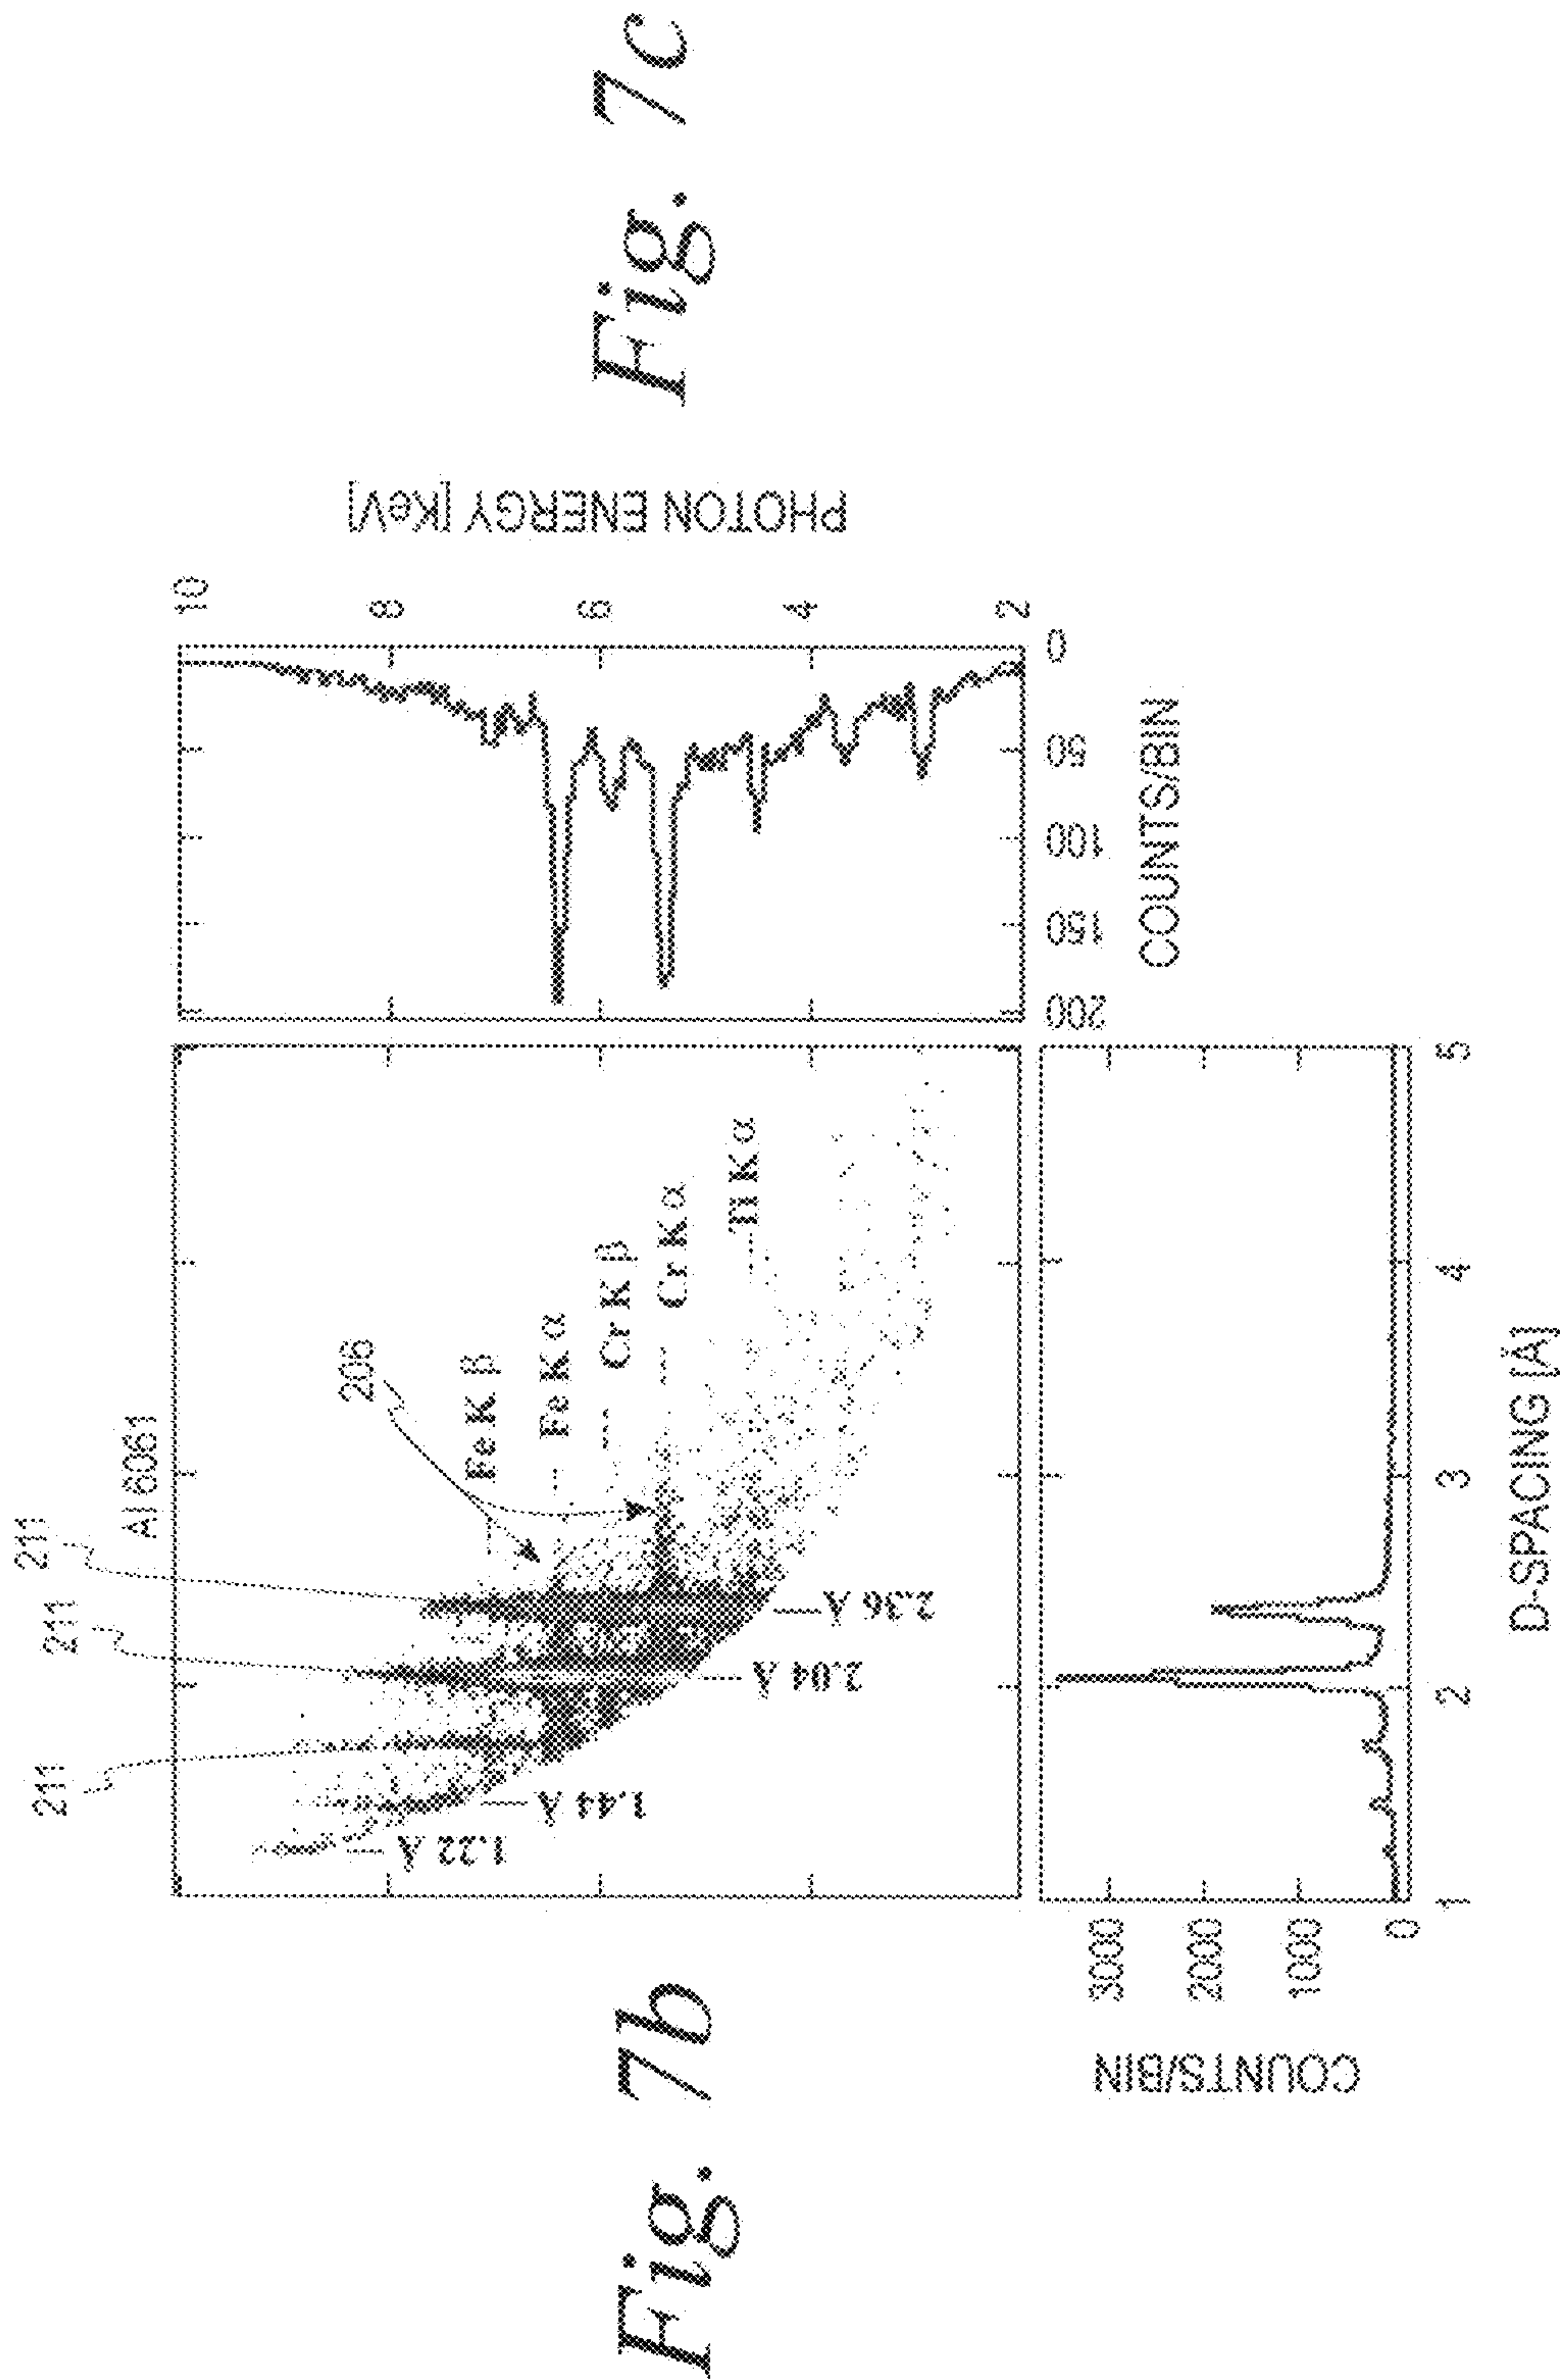 Fig. 7b
Fig. 7c
Al 6061
211
211
211
206
Fe K β
Fe K α
Cr K β
Cr K α
Ti K α
1.22 Å
1.44 Å
2.04 Å
2.36 Å
PHOTON ENERGY [KeV]
10
8
6
4
2
200
150
100
50
0
COUNTS/BIN
COUNTS/BIN
3000
2000
1000
0
1
2
3
4
5
D-SPACING [Å]